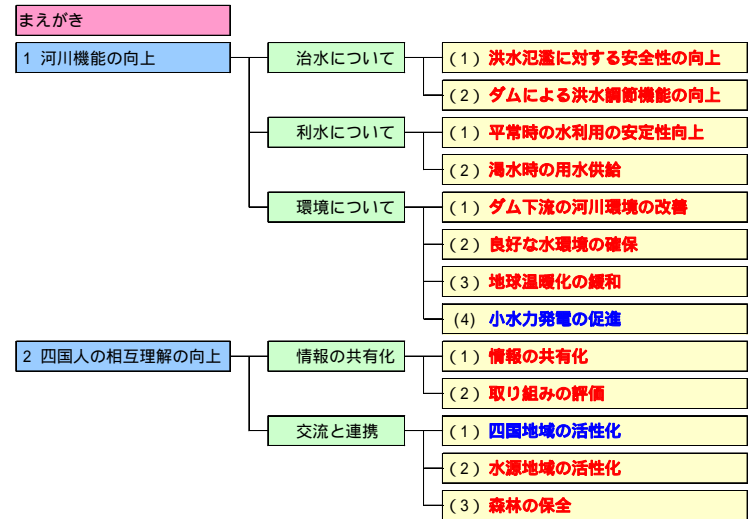 まえがき
1 河川機能の向上
治水について
(1) 洪水氾濫に対する安全性の向上
(2) ダムによる洪水調節機能の向上
利水について
(1) 平常時の水利用の安定性向上
(2) 渇水時の用水供給
環境について
(1) ダム下流の河川環境の改善
(2) 良好な水環境の確保
(3) 地球温暖化の緩和
(4) 小水力発電の促進
2 四国人の相互理解の向上
情報の共有化
(1) 情報の共有化
(2) 取り組みの評価
交流と連携
(1) 四国地域の活性化
(2) 水源地域の活性化
(3) 森林の保全